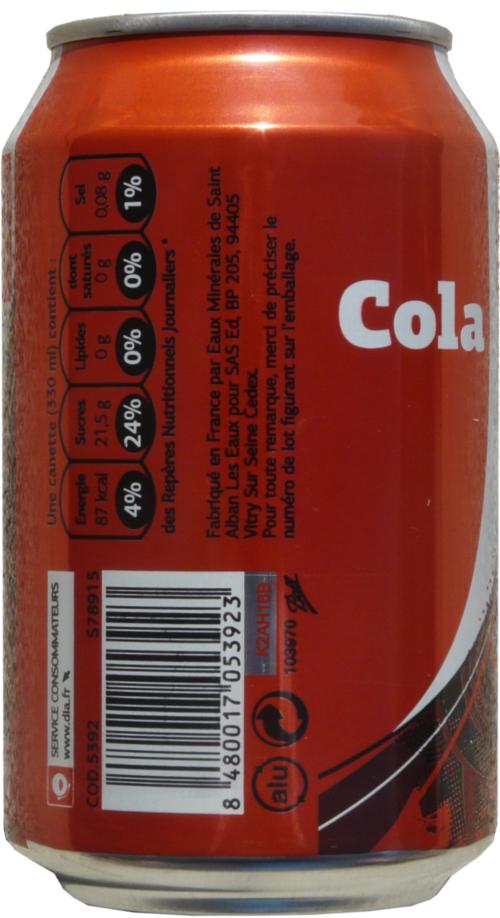 Une canette (330 ml) contient :
Energie Sucres Lipides dont saturés Sel
87 kcal 21,5 g 0 g 0 g 0,08 g
4% 24% 0% 0% 1%
des Repères Nutritionnels Journaliers*
Fabriqué en France par Eaux Minérales de Saint
Alban Les Eaux pour SAS Ed, BP 205, 94405
Vitry Sur Seine Cedex.
Pour toute remarque, merci de préciser le
numéro de lot figurant sur l'emballage.
Cola
SERVICE CONSOMMATEURS
www.dia.fr
COD.5392 578915
8 480017 053923
K2AH18B
103970
alu